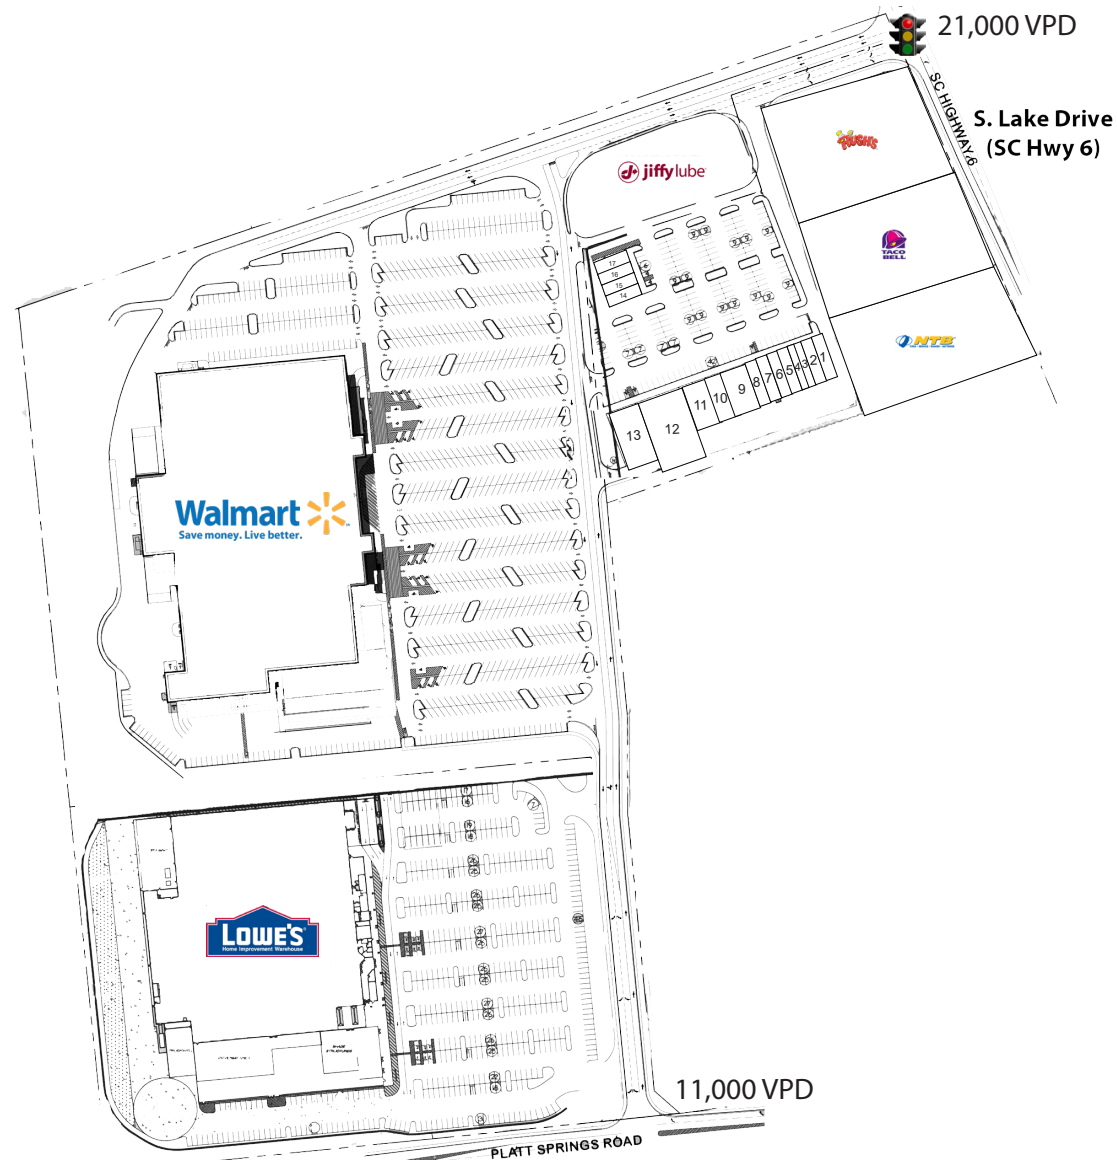 21,000 VPD
SC HIGHWAY 6
S. Lake Drive
(SC Hwy 6)
HUSH'S
jiffylube
TACO
BELL
NTB
17
16
15
14
13
12
11
10
9
8
7
6
5
4
3
2
1
Walmart
Save money. Live better.
LOWE'S
Home Improvement Warehouse
11,000 VPD
PLATT SPRINGS ROAD